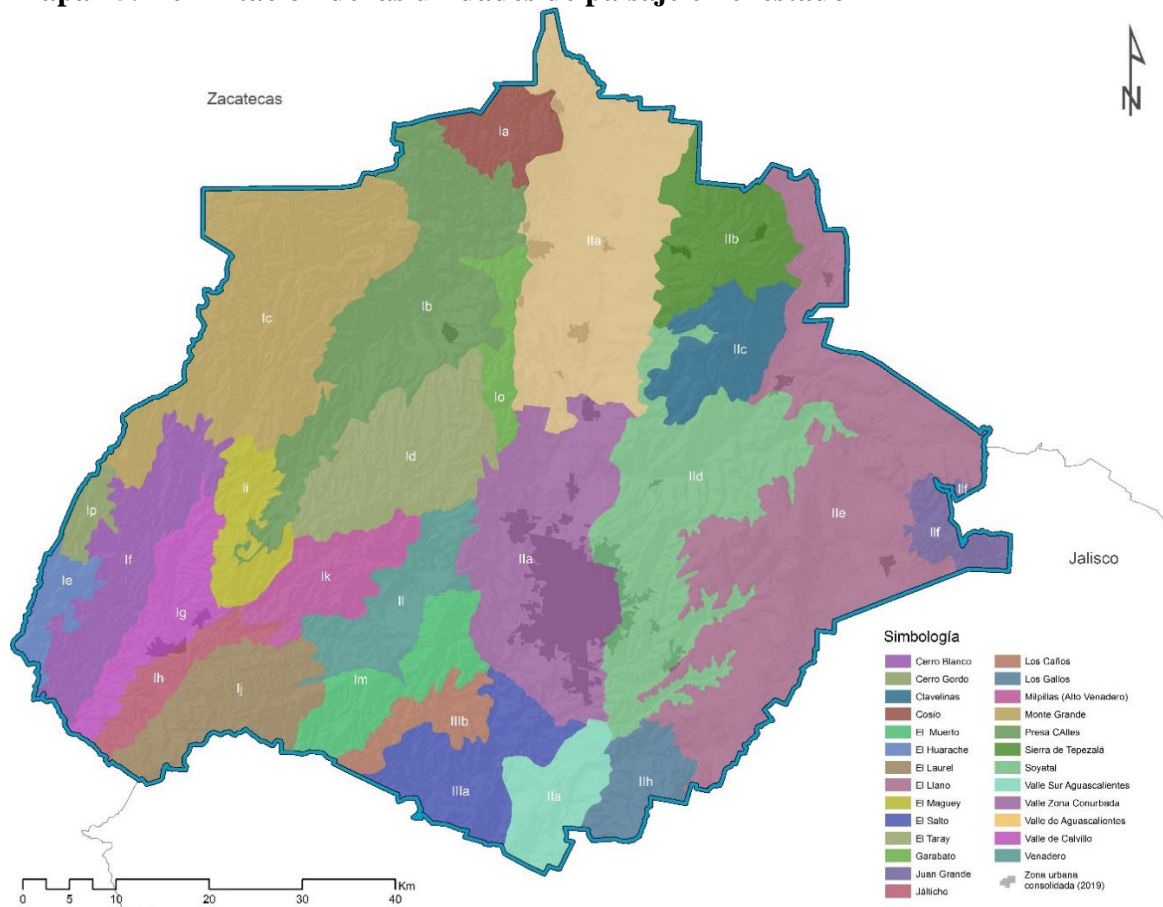 Zacatecas
N
Ia
IIa
IIb
Ib
Ic
IIc
Io
Id
IId
Ii
IIf
Ip
IIe
IIf
If
IIa
Jalisco
Ie
Ik
Ig
Il
Ih
Im
Ij
IIIb
IIIa
IIa
IIh
Simbología
Cerro Blanco
Cerro Gordo
Clavelinas
Cosío
El Muerto
El Huarache
El Laurel
El Llano
El Maguey
El Salto
El Taray
Garabato
Juan Grande
Jáltiche
Los Caños
Los Gallos
Milpillas (Alto Venadero)
Monte Grande
Presa CAlles
Sierra de Tepezalá
Soyatal
Valle Sur Aguascalientes
Valle Zona Conurbada
Valle de Aguascalientes
Valle de Calvillo
Venadero
Zona urbana
consolidada (2019)
Km
0 5 10 20 30 40